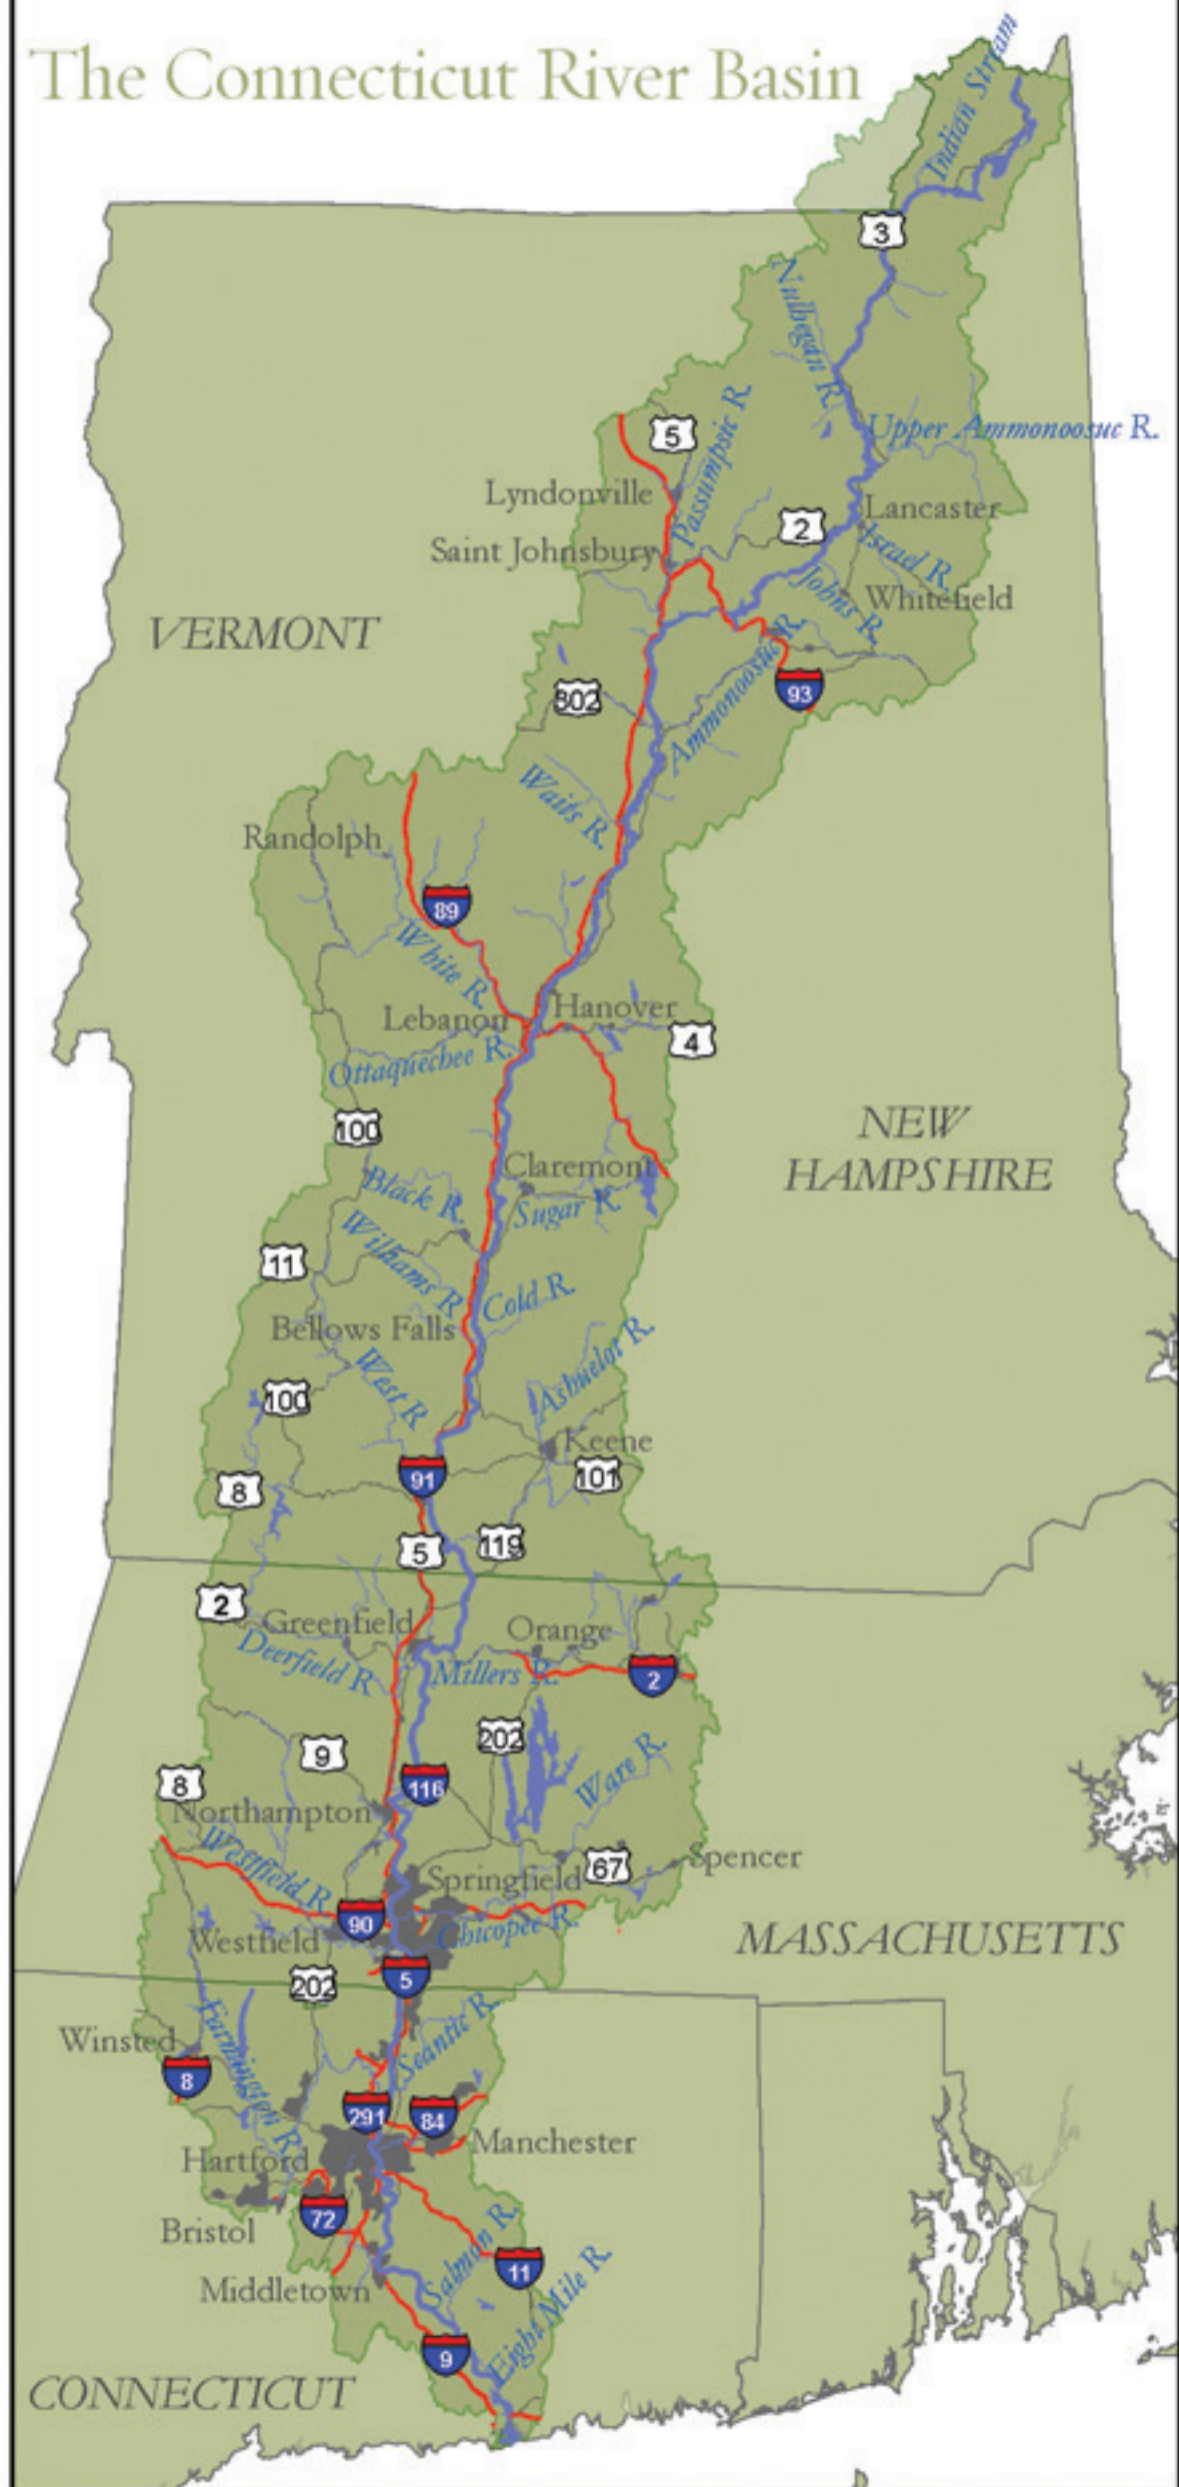 The Connecticut River Basin
Indian Stream
3
Nulhegan R.
Upper Ammonoosuc R.
5
Passumpsic R.
Lyndonville
2
Lancaster
Saint Johnsbury
Israel R.
Johns R.
Whitefield
VERMONT
302
93
Ammonoosuc R.
Waits R.
Randolph
89
White R.
Lebanon
Hanover
4
Ottaquechee R.
100
NEW
HAMPSHIRE
Claremont
Black R.
Sugar R.
Williams R.
11
Cold R.
Bellows Falls
Ashuelot R.
West R.
100
Keene
91
101
8
5
119
2
Greenfield
Orange
Deerfield R.
Millers R.
2
202
9
Ware R.
8
116
Northampton
Westfield R.
Springfield
67
Spencer
90
Chicopee R.
Westfield
MASSACHUSETTS
5
202
Scantic R.
Winsted
Farmington R.
8
291
84
Manchester
Hartford
72
Bristol
Salmon R.
11
Middletown
Eight Mile R.
9
CONNECTICUT